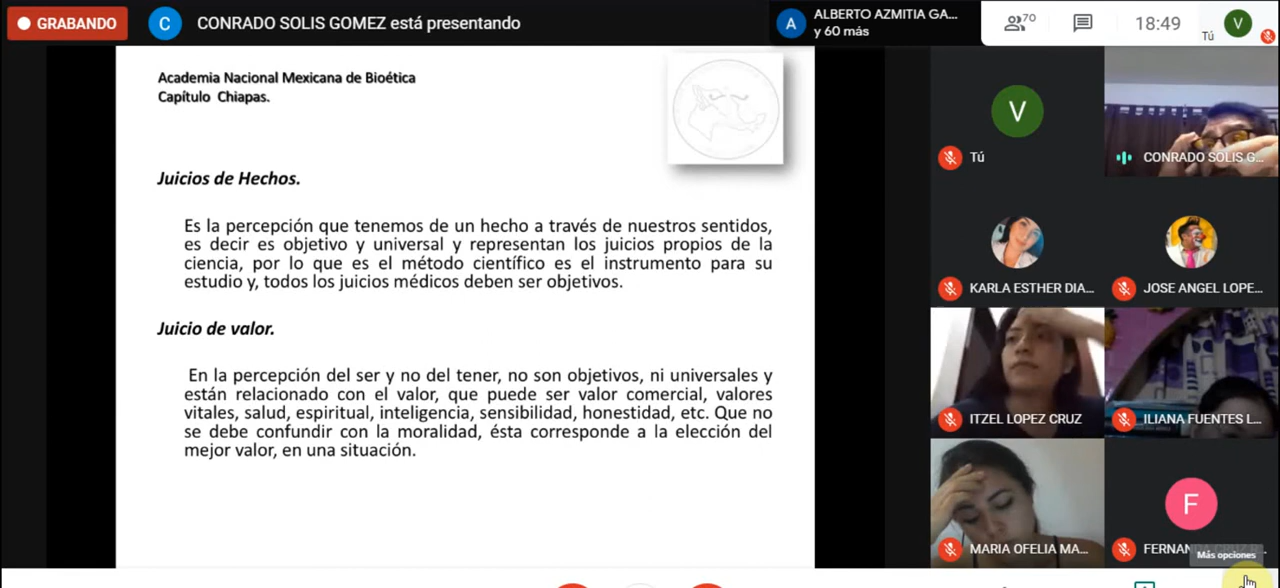 GRABANDO
C
CONRADO SOLIS GOMEZ está presentando
A
ALBERTO AZMITIA GA...
y 60 más
70
18:49
Tú
V
Academia Nacional Mexicana de Bioética
Capítulo Chiapas.
Juicios de Hechos.
Es la percepción que tenemos de un hecho a través de nuestros sentidos,
es decir es objetivo y universal y representan los juicios propios de la
ciencia, por lo que es el método científico es el instrumento para su
estudio y, todos los juicios médicos deben ser objetivos.
Juicio de valor.
En la percepción del ser y no del tener, no son objetivos, ni universales y
están relacionado con el valor, que puede ser valor comercial, valores
vitales, salud, espiritual, inteligencia, sensibilidad, honestidad, etc. Que no
se debe confundir con la moralidad, ésta corresponde a la elección del
mejor valor, en una situación.
V
Tú
CONRADO SOLIS G...
KARLA ESTHER DIA...
JOSE ANGEL LOPE...
ITZEL LOPEZ CRUZ
ILIANA FUENTES L...
MARIA OFELIA MA...
F
Más opciones